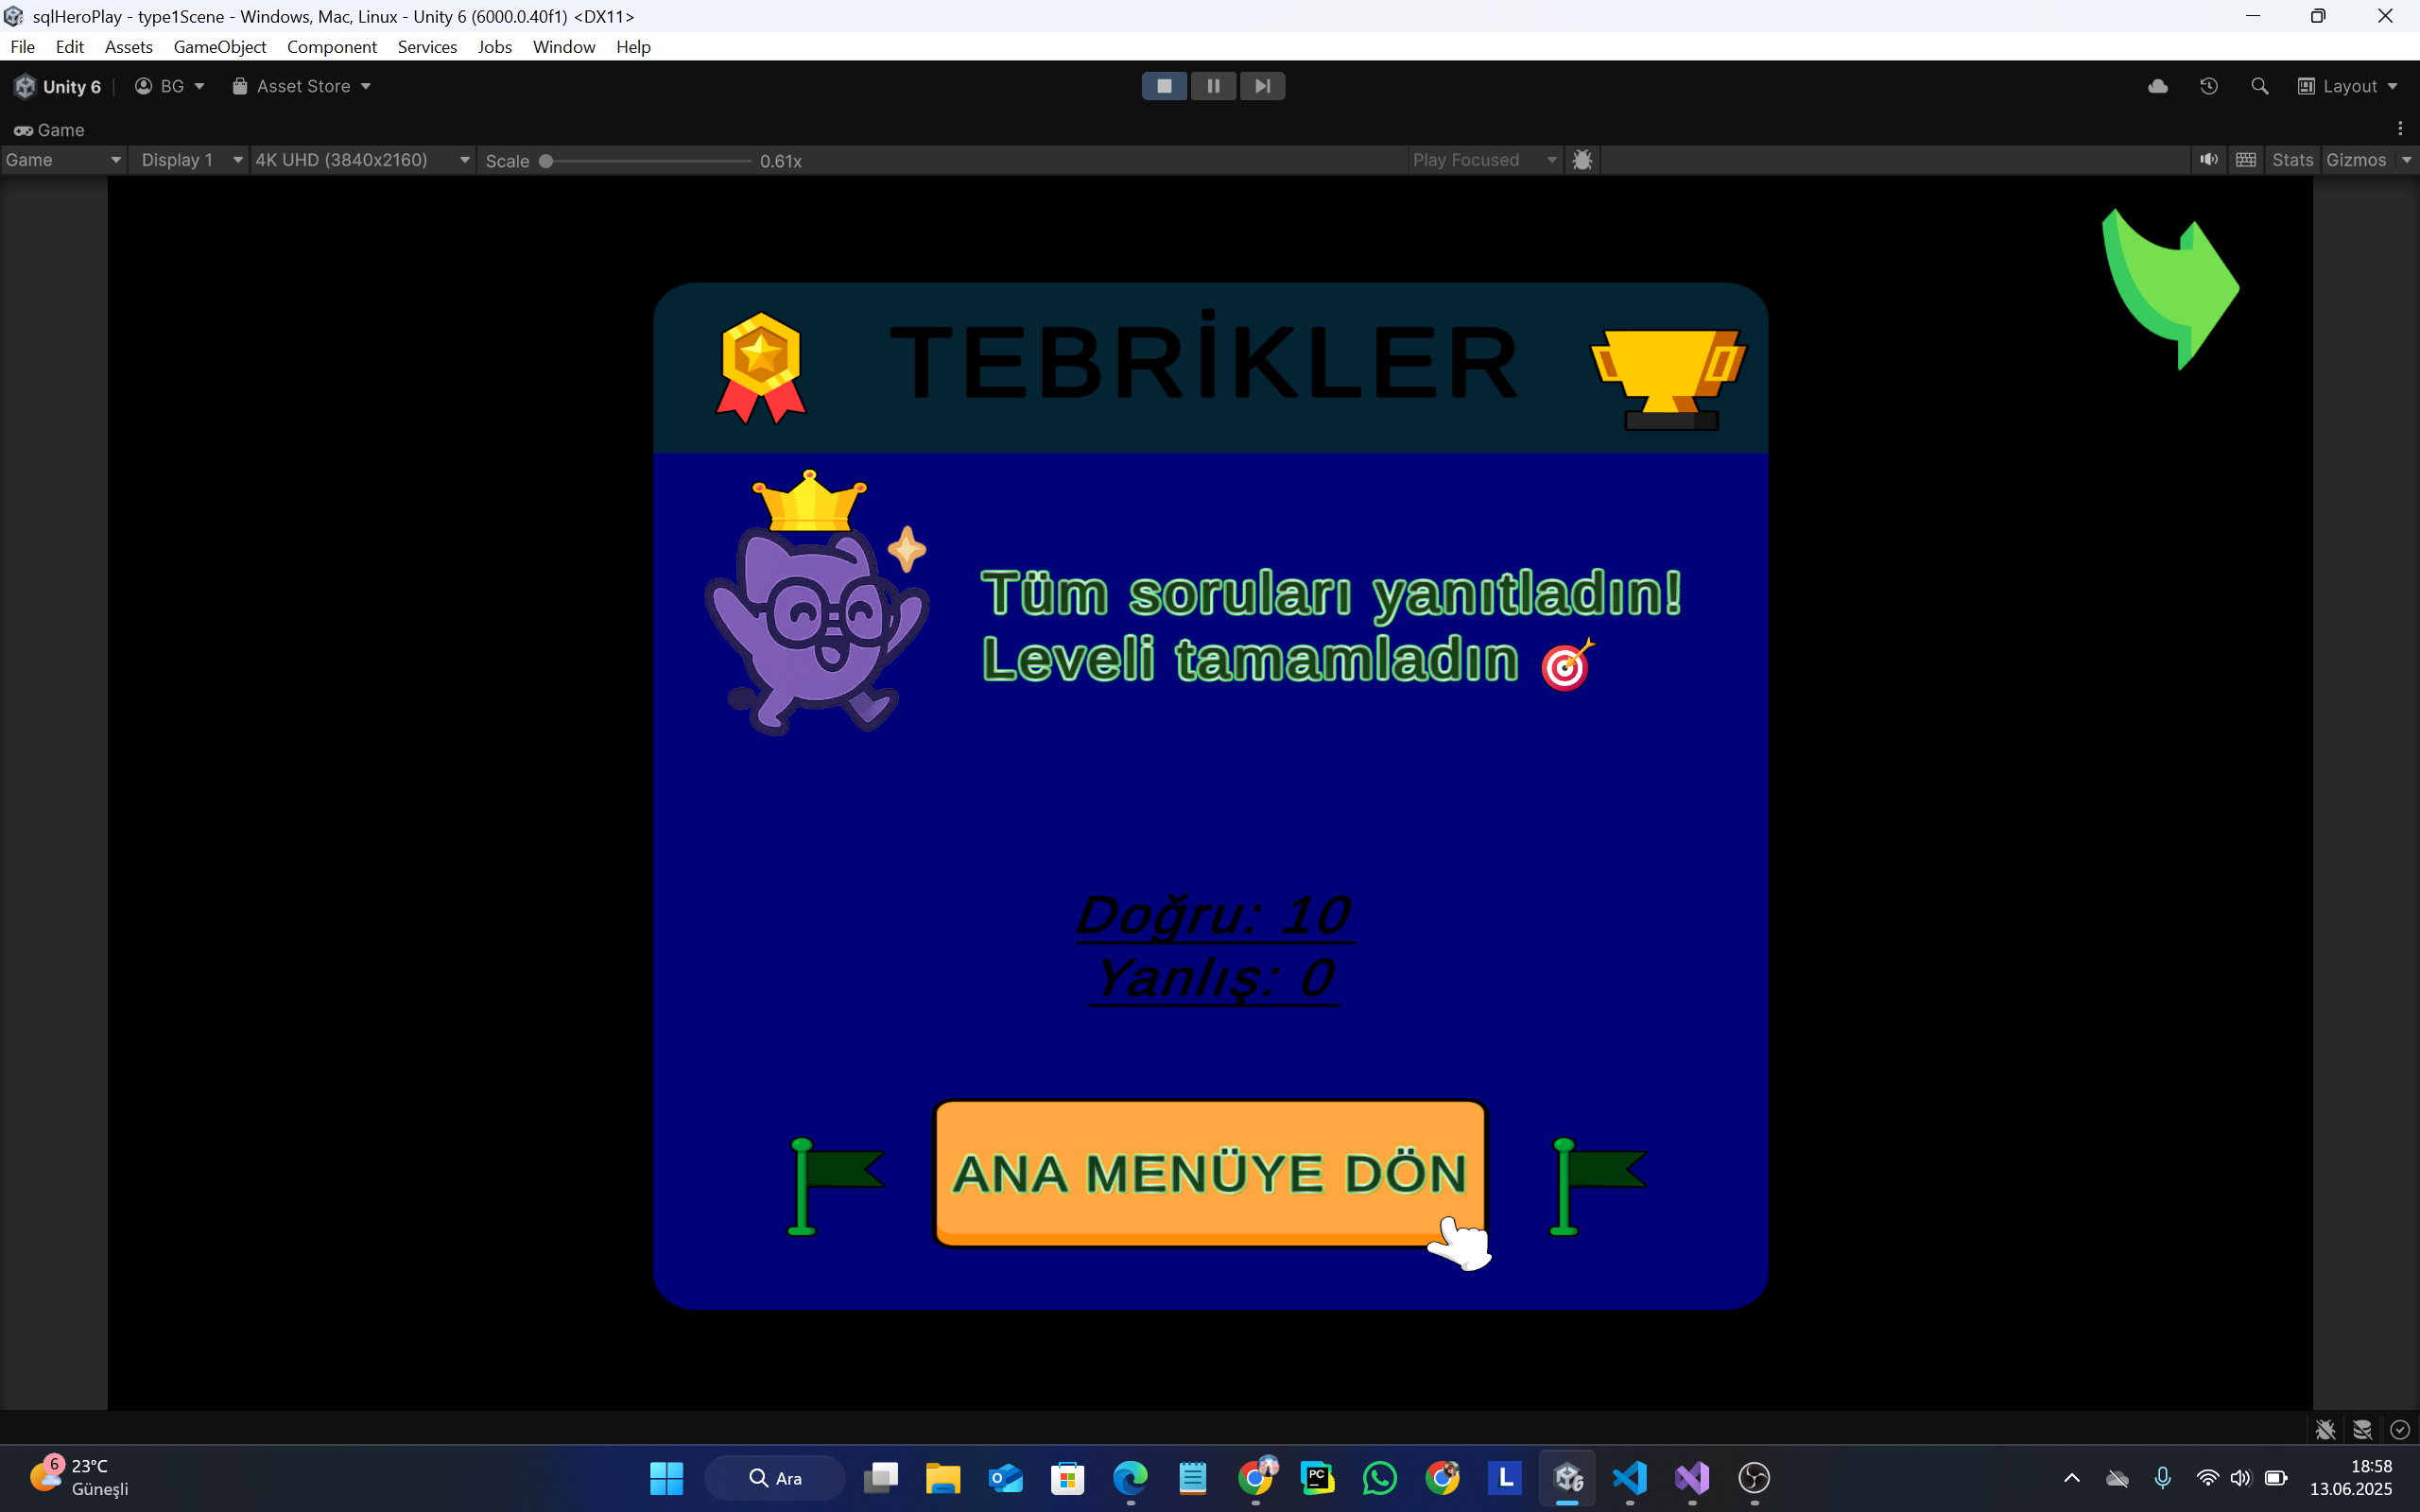 sqlHeroPlay - type1Scene - Windows, Mac, Linux - Unity 6 (6000.0.40f1) <DX11>
File Edit Assets GameObject Component Services Jobs Window Help
Unity 6 BG Asset Store Layout
Game
Game Display 1 4K UHD (3840x2160) Scale 0.61x Play Focused Stats Gizmos
TEBRİKLER
Tüm soruları yanıtladın!
Leveli tamamladın
Doğru: 10
Yanlış: 0
ANA MENÜYE DÖN
6 23°C
Güneşli
Ara
PC
L
6
18:58
13.06.2025